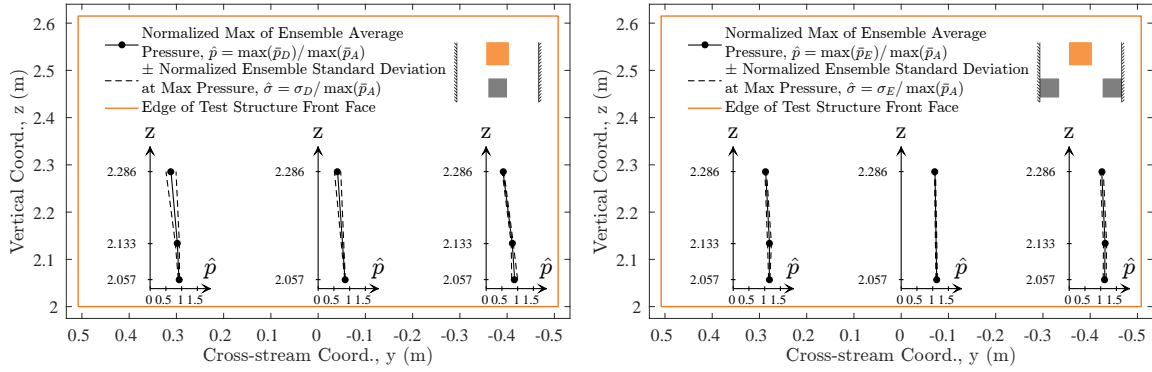 Normalized Max of Ensemble Average
Pressure, p̂ = max(p̄_D)/ max(p̄_A)
± Normalized Ensemble Standard Deviation
at Max Pressure, σ̂ = σ_D/ max(p̄_A)
Edge of Test Structure Front Face
Vertical Coord., z (m)
2.6
2.5
2.4
2.3
2.2
2.1
2
z
2.286
2.133
2.057
p̂
0 0.5 1 1.5
z
2.286
2.133
2.057
0 0.5 1 1.5
z
2.286
2.133
2.057
p̂
0 0.5 1 1.5
0.5 0.4 0.3 0.2 0.1 0 -0.1 -0.2 -0.3 -0.4 -0.5
Cross-stream Coord., y (m)
Normalized Max of Ensemble Average
Pressure, p̂ = max(p̄_E)/ max(p̄_A)
± Normalized Ensemble Standard Deviation
at Max Pressure, σ̂ = σ_E/ max(p̄_A)
Edge of Test Structure Front Face
Vertical Coord., z (m)
2.6
2.5
2.4
2.3
2.2
2.1
2
z
2.286
2.133
2.057
p̂
0 0.5 1 1.5
z
2.286
2.133
2.057
p̂
0 0.5 1 1.5
z
2.286
2.133
2.057
p̂
0 0.5 1 1.5
0.5 0.4 0.3 0.2 0.1 0 -0.1 -0.2 -0.3 -0.4 -0.5
Cross-stream Coord., y (m)